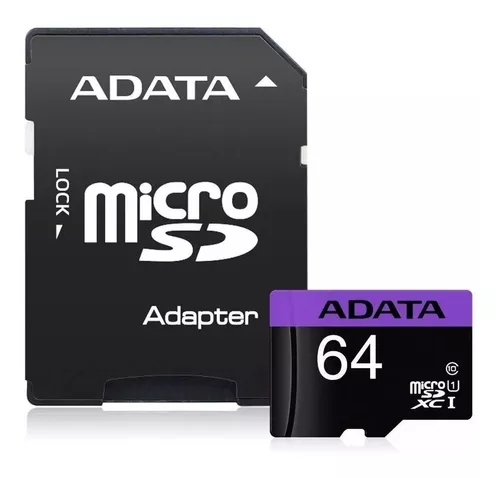 ADATA
LOCK
micro
SD
Adapter
ADATA
64
10
micro
SD
XC I
1